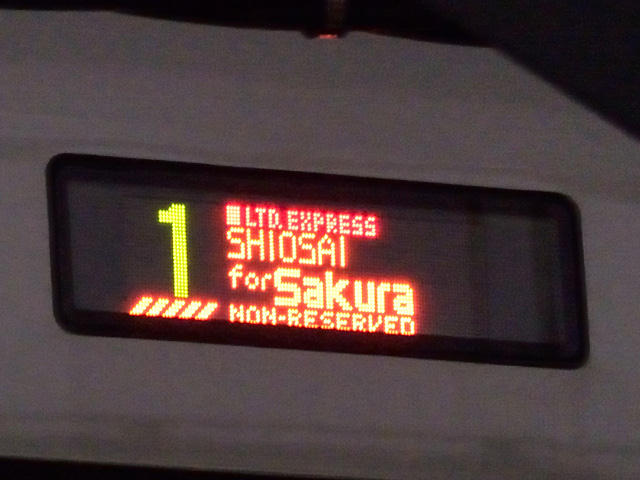 1
LTD. EXPRESS
SHIOSAI
for Sakura
NON-RESERVED